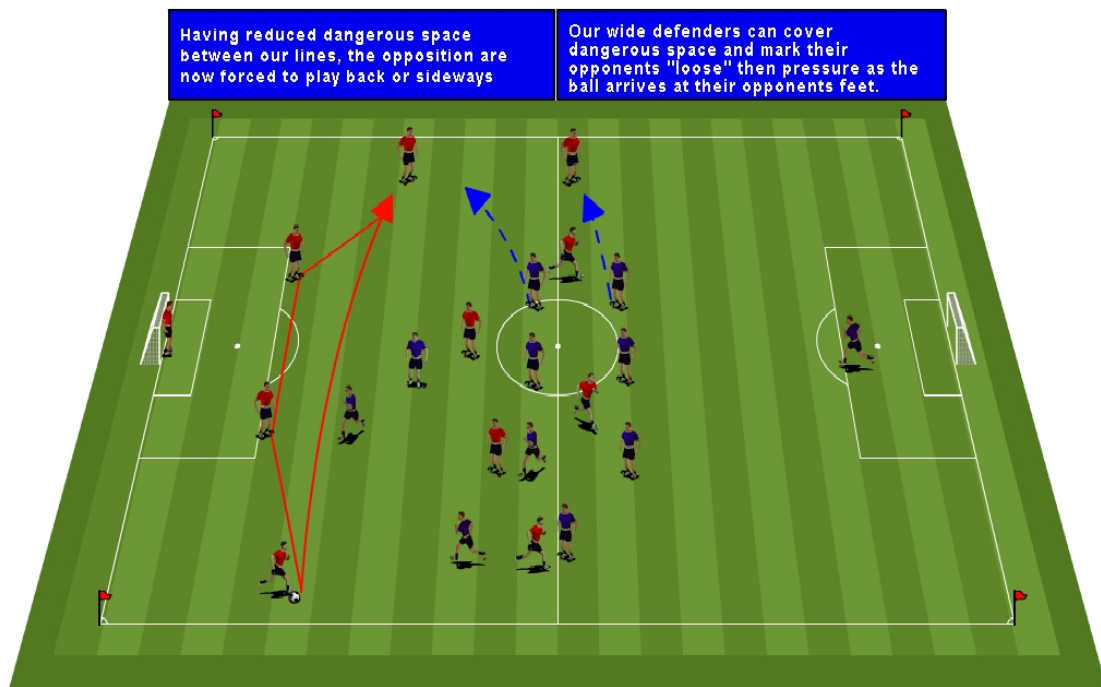 Having reduced dangerous space
between our lines, the opposition are
now forced to play back or sideways
Our wide defenders can cover
dangerous space and mark their
opponents "loose" then pressure as the
ball arrives at their opponents feet.